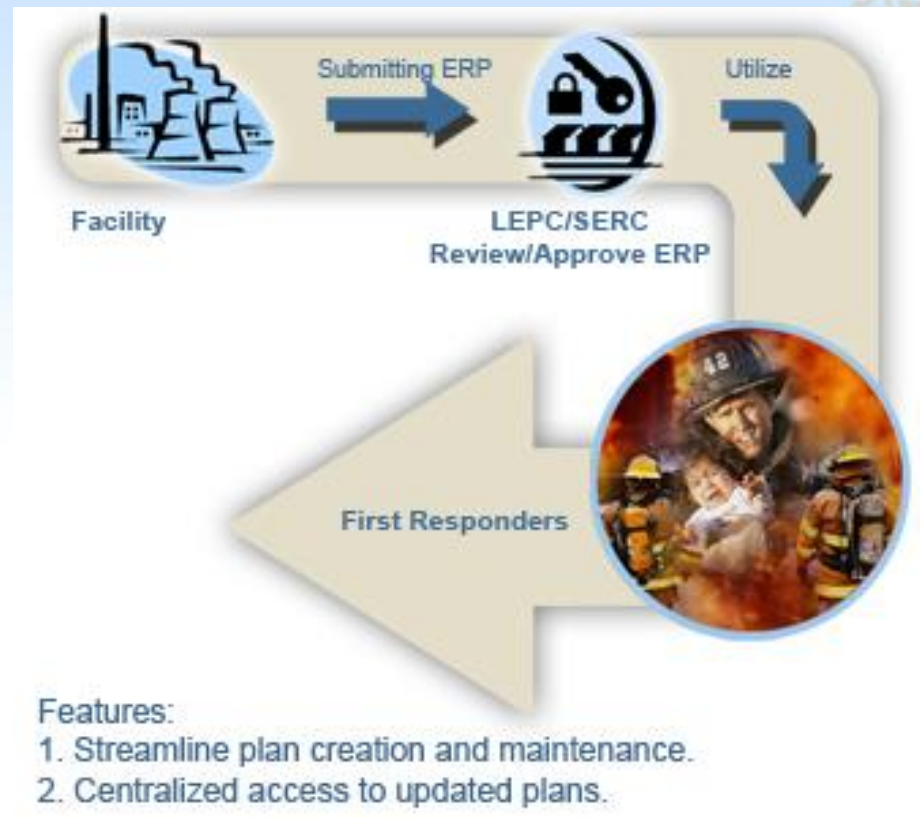 Submitting ERP
Utilize
Facility
LEPC/SERC
Review/Approve ERP
42
First Responders
Features:
1. Streamline plan creation and maintenance.
2. Centralized access to updated plans.